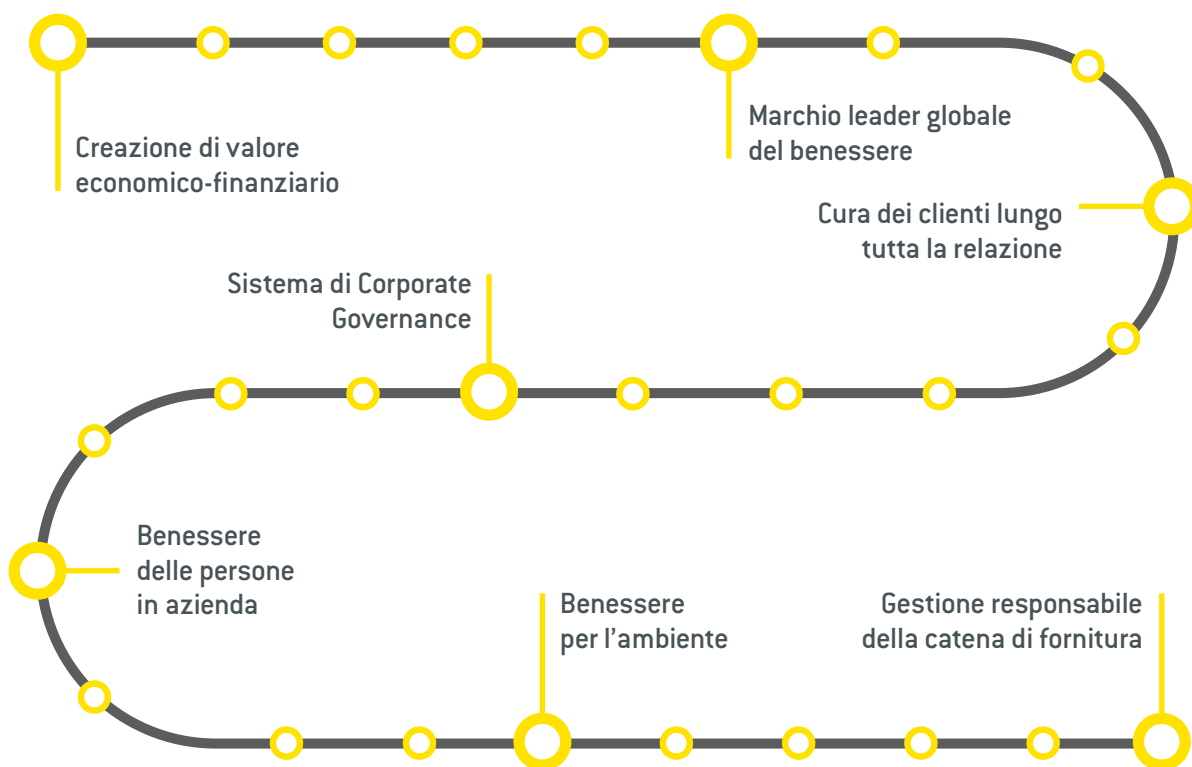 Creazione di valore
economico-finanziario
Marchio leader globale
del benessere
Cura dei clienti lungo
tutta la relazione
Sistema di Corporate
Governance
Benessere
delle persone
in azienda
Benessere
per l'ambiente
Gestione responsabile
della catena di fornitura